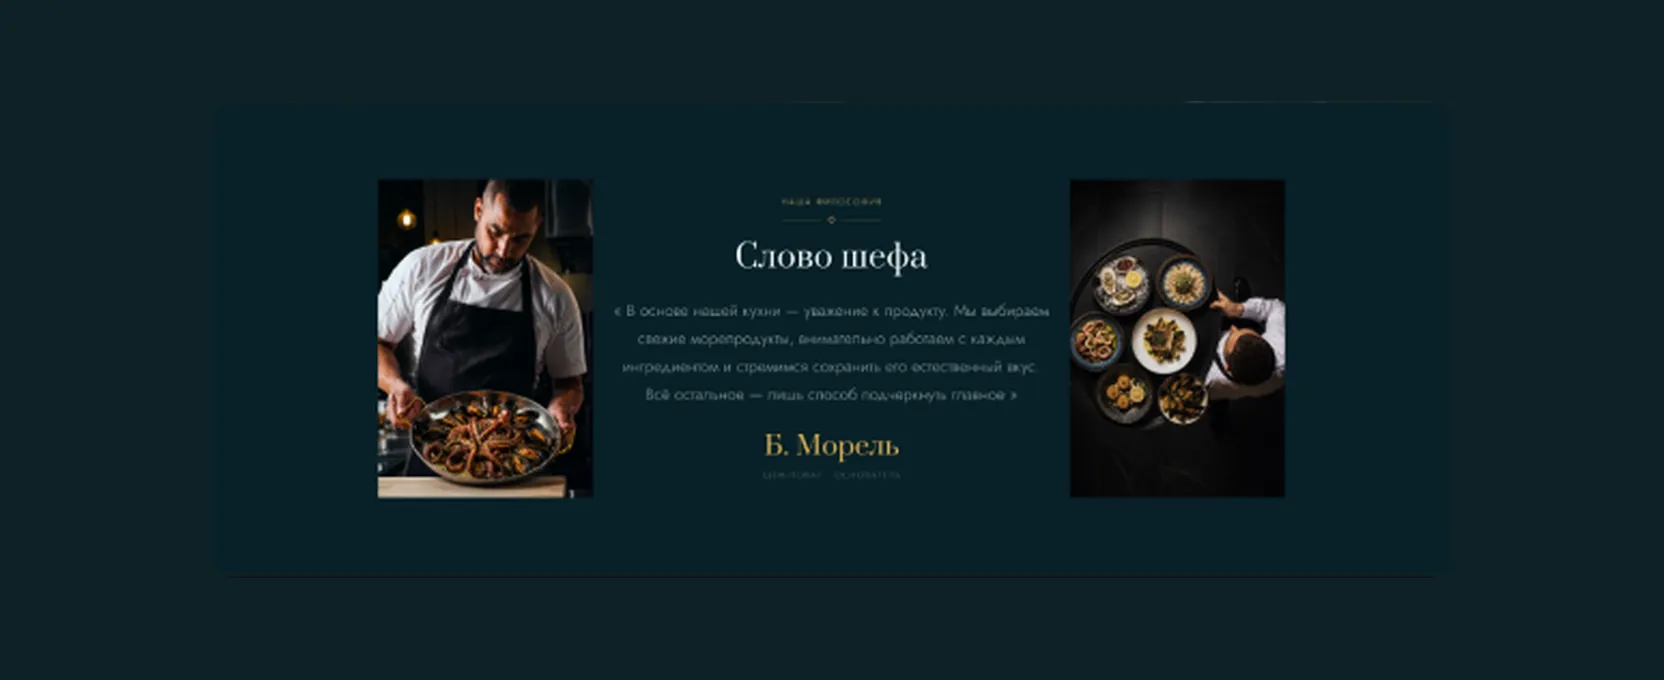 НАША ФИЛОСОФИЯ
Слово шефа
« В основе нашей кухни — уважение к продукту. Мы выбираем
свежие морепродукты, внимательно работаем с каждым
ингредиентом и стремимся сохранить его естественный вкус.
Всё остальное — лишь способ подчеркнуть главное »
Б. Морель
ОСНОВАТЕЛЬ